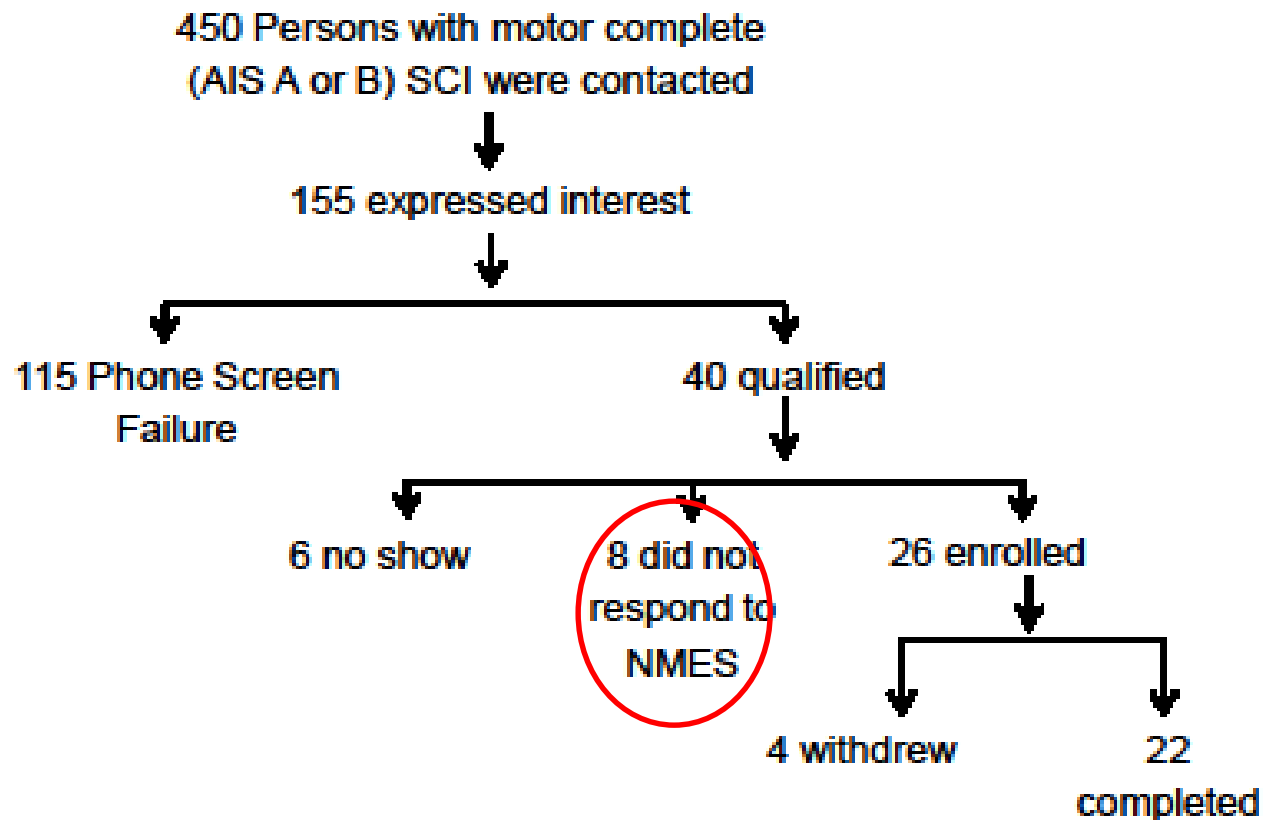 450 Persons with motor complete
(AIS A or B) SCI were contacted
155 expressed interest
115 Phone Screen
Failure
40 qualified
6 no show
8 did not
respond to
NMES
26 enrolled
4 withdrew
22
completed